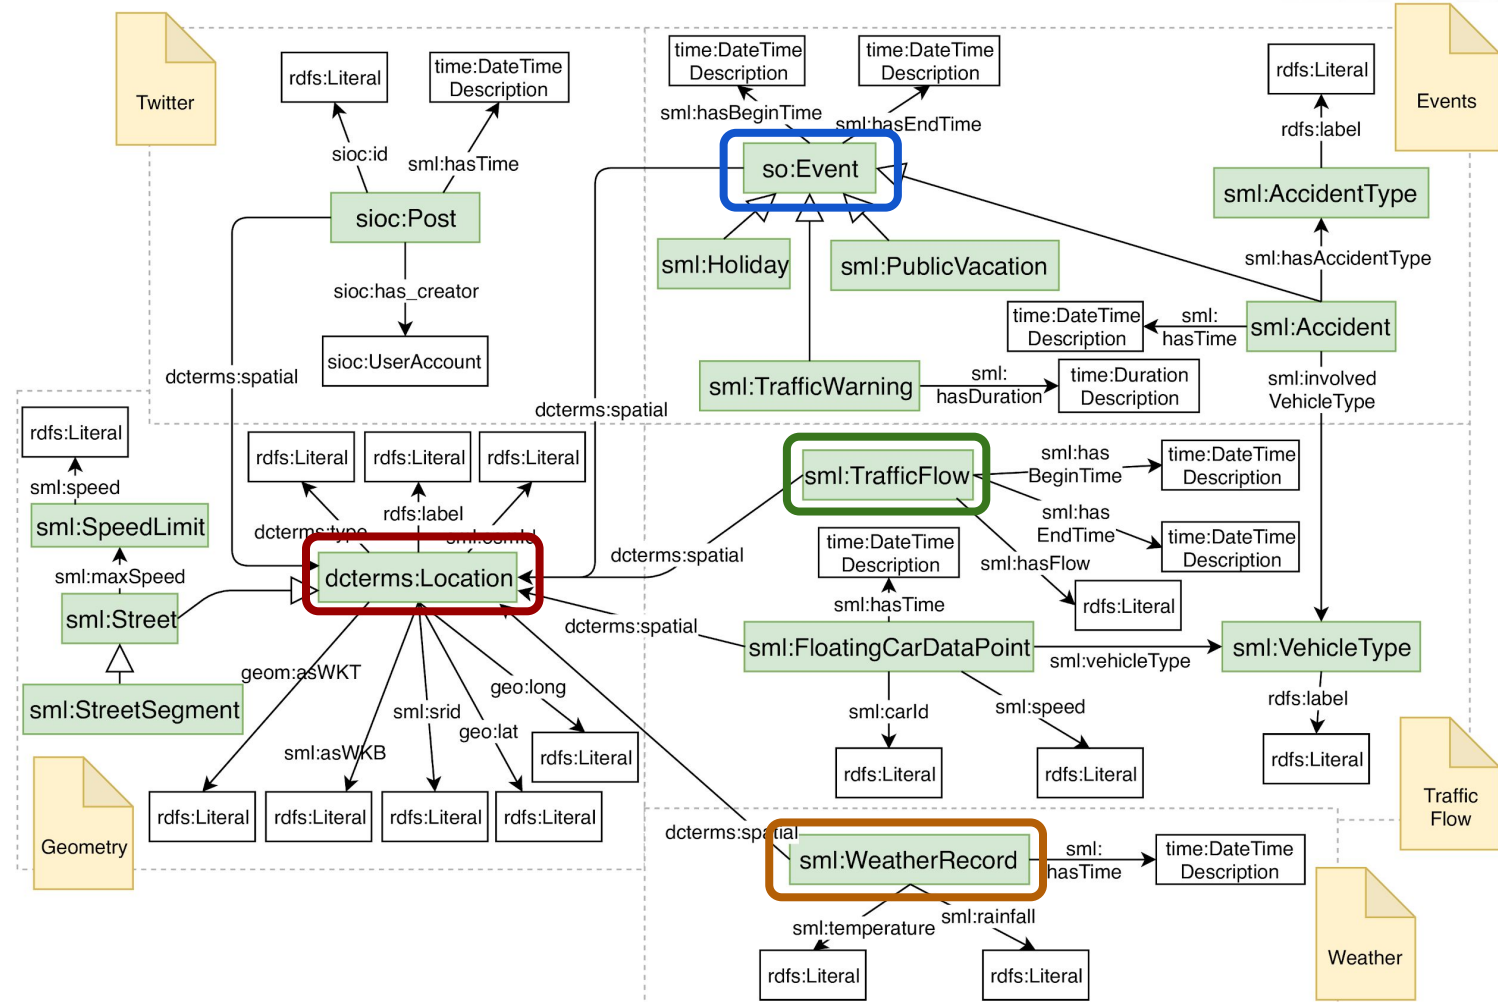 Twitter
rdfs:Literal
time:DateTime
Description
sioc:id
sml:hasTime
sioc:Post
sioc:has_creator
sioc:UserAccount
dcterms:spatial
time:DateTime
Description
time:DateTime
Description
sml:hasBeginTime
sml:hasEndTime
so:Event
sml:Holiday
sml:PublicVacation
rdfs:Literal
Events
rdfs:label
sml:AccidentType
sml:hasAccidentType
time:DateTime
Description
sml:
hasTime
sml:Accident
sml:TrafficWarning
sml:
hasDuration
time:Duration
Description
sml:involved
VehicleType
dcterms:spatial
rdfs:Literal
sml:speed
sml:SpeedLimit
sml:maxSpeed
sml:Street
sml:StreetSegment
Geometry
rdfs:Literal
rdfs:Literal
rdfs:Literal
dcterms:type
rdfs:label
dcterms:Location
geom:asWKT
sml:asWKB
sml:srid
geo:lat
geo:long
rdfs:Literal
rdfs:Literal
rdfs:Literal
rdfs:Literal
rdfs:Literal
sml:TrafficFlow
sml:has
BeginTime
time:DateTime
Description
sml:has
EndTime
time:DateTime
Description
sml:hasFlow
rdfs:Literal
dcterms:spatial
time:DateTime
Description
sml:hasTime
dcterms:spatial
sml:FloatingCarDataPoint
sml:vehicleType
sml:VehicleType
sml:carId
sml:speed
rdfs:label
rdfs:Literal
rdfs:Literal
rdfs:Literal
Traffic
Flow
dcterms:spatial
sml:WeatherRecord
sml:
hasTime
time:DateTime
Description
sml:temperature
sml:rainfall
rdfs:Literal
rdfs:Literal
Weather